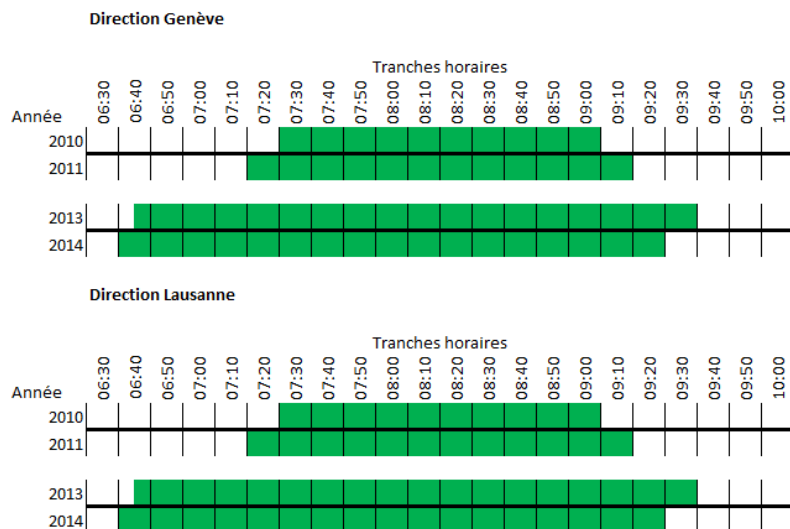 Direction Genève
Tranches horaires
Année 06:30 06:40 06:50 07:00 07:10 07:20 07:30 07:40 07:50 08:00 08:10 08:20 08:30 08:40 08:50 09:00 09:10 09:20 09:30 09:40 09:50 10:00
2010
2011
2013
2014
Direction Lausanne
Tranches horaires
Année 06:30 06:40 06:50 07:00 07:10 07:20 07:30 07:40 07:50 08:00 08:10 08:20 08:30 08:40 08:50 09:00 09:10 09:20 09:30 09:40 09:50 10:00
2010
2011
2013
2014